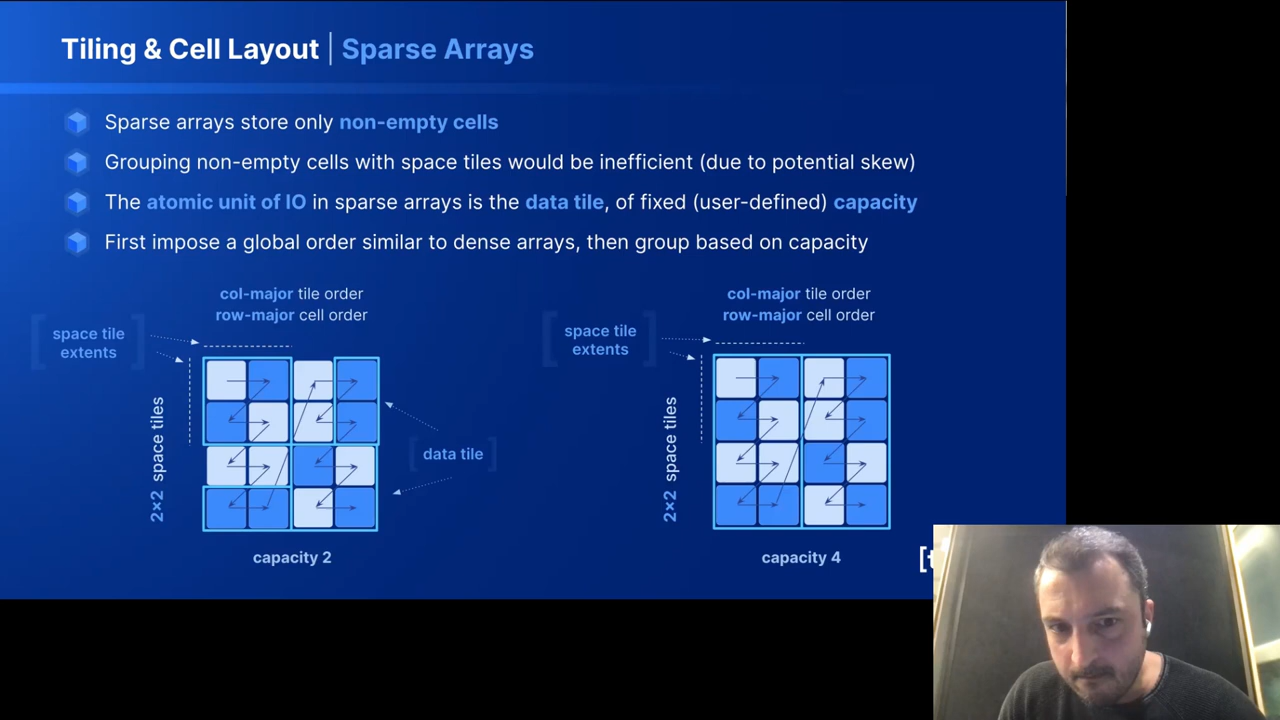 Tiling & Cell Layout | Sparse Arrays
Sparse arrays store only non-empty cells
Grouping non-empty cells with space tiles would be inefficient (due to potential skew)
The atomic unit of IO in sparse arrays is the data tile, of fixed (user-defined) capacity
First impose a global order similar to dense arrays, then group based on capacity
col-major tile order
row-major cell order
space tile
extents
2×2 space tiles
data tile
capacity 2
col-major tile order
row-major cell order
space tile
extents
2×2 space tiles
capacity 4